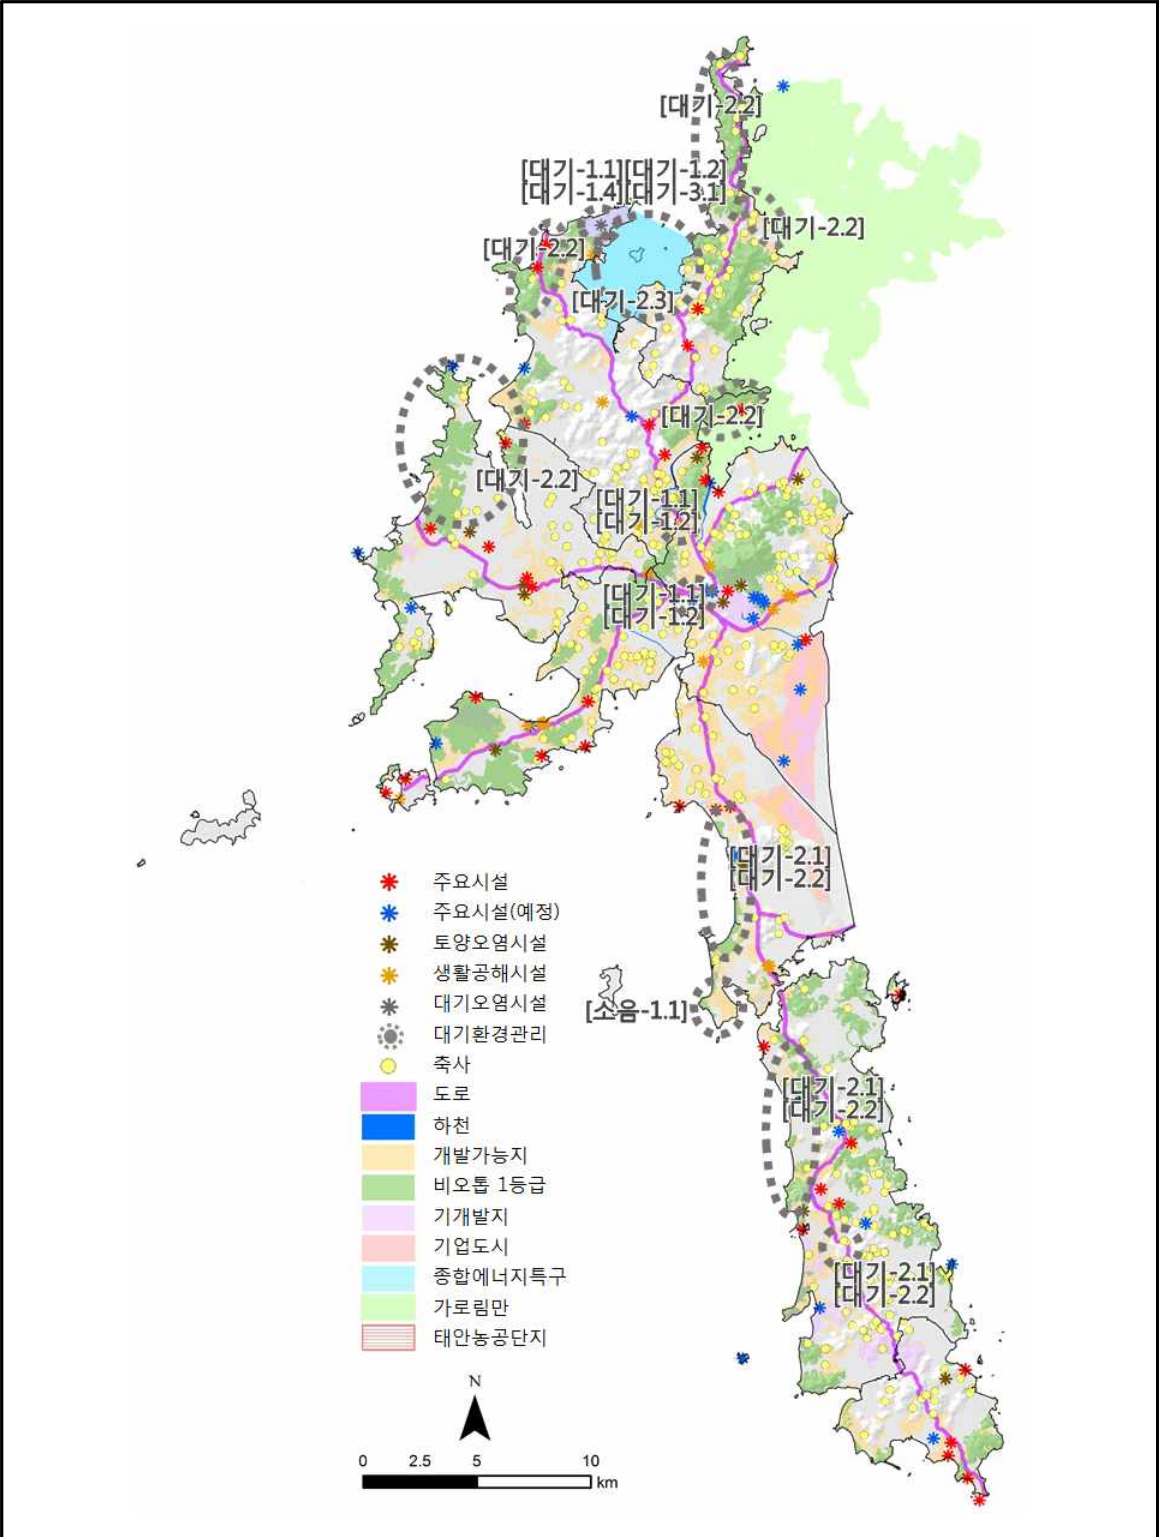 [대기-2.2]
[대기-1.1][대기-1.2]
[대기-1.4][대기-3.1]
[대기-2.2]
[대기-2.2]
[대기-2.3]
[대기-2.2]
[대기-2.2]
[대기-1.1]
[대기-1.2]
[대기-1.1]
[대기-1.2]
[대기-2.1]
[대기-2.2]
[소음-1.1]
[대기-2.1]
[대기-2.2]
[대기-2.1]
[대기-2.2]
주요시설
주요시설(예정)
토양오염시설
생활공해시설
대기오염시설
대기환경관리
축사
도로
하천
개발가능지
비오톱 1등급
기개발지
기업도시
종합에너지특구
가로림만
태안농공단지
N
0 2.5 5 10
km